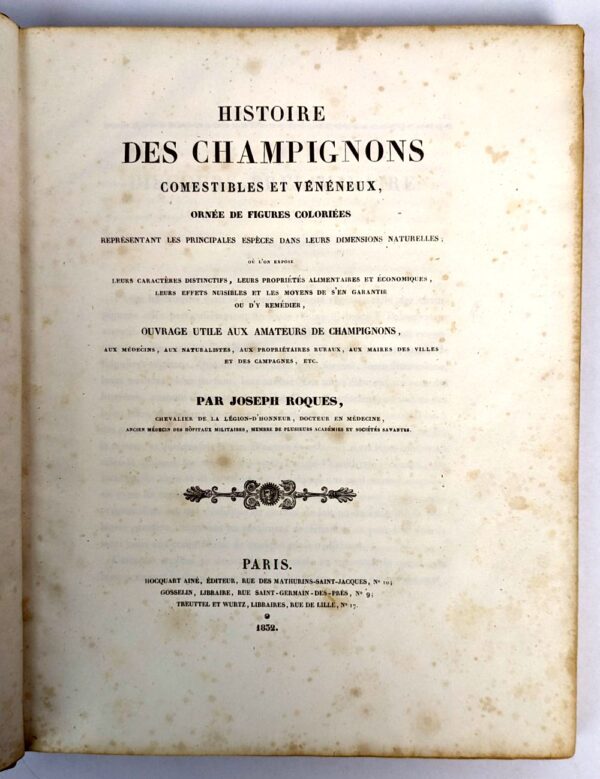 HISTOIRE
DES CHAMPIGNONS
COMESTIBLES ET VÉNÉNEUX,
ORNÉE DE FIGURES COLORIÉES
REPRÉSENTANT LES PRINCIPALES ESPÈCES DANS LEURS DIMENSIONS NATURELLES;
OÙ L'ON EXPOSE
LEURS CARACTÈRES DISTINCTIFS, LEURS PROPRIÉTÉS ALIMENTAIRES ET ÉCONOMIQUES,
LEURS EFFETS NUISIBLES ET LES MOYENS DE S'EN GARANTIR
OU D'Y REMÉDIER,
OUVRAGE UTILE AUX AMATEURS DE CHAMPIGNONS,
AUX MÉDECINS, AUX NATURALISTES, AUX PROPRIÉTAIRES RURAUX, AUX MAIRES DES VILLES
ET DES CAMPAGNES, ETC.
PAR JOSEPH ROQUES,
CHEVALIER DE LA LÉGION-D'HONNEUR, DOCTEUR EN MÉDECINE,
ANCIEN MÉDECIN DES HÔPITAUX MILITAIRES, MEMBRE DE PLUSIEURS ACADÉMIES ET SOCIÉTÉS SAVANTES.
PARIS.
HOCQUART AINÉ, ÉDITEUR, RUE DES MATHURINS-SAINT-JACQUES, N° 10;
GOSSELIN, LIBRAIRE, RUE SAINT-GERMAIN-DES-PRÉS, N° 9;
TREUTTEL ET WURTZ, LIBRAIRES, RUE DE LILLE, N° 17.
1832.